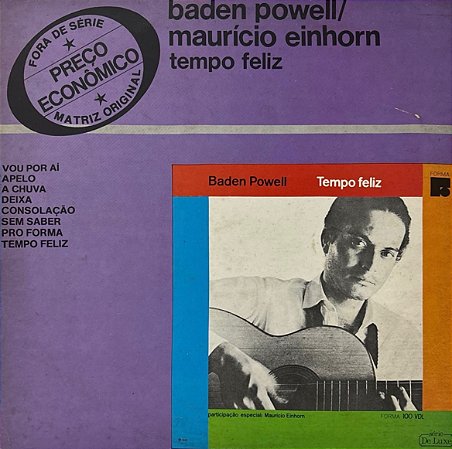 baden powell/
maurício einhorn
tempo feliz
FORA DE SÉRIE
PREÇO
ECONÔMICO
MATRIZ ORIGINAL
VOU POR AÍ
APELO
A CHUVA
DEIXA
CONSOLAÇÃO
SEM SABER
PRO FORMA
TEMPO FELIZ
Baden Powell Tempo feliz
FORMA
participação especial: Maurício Einhorn
FORMA 100 VDL
série
De Luxe